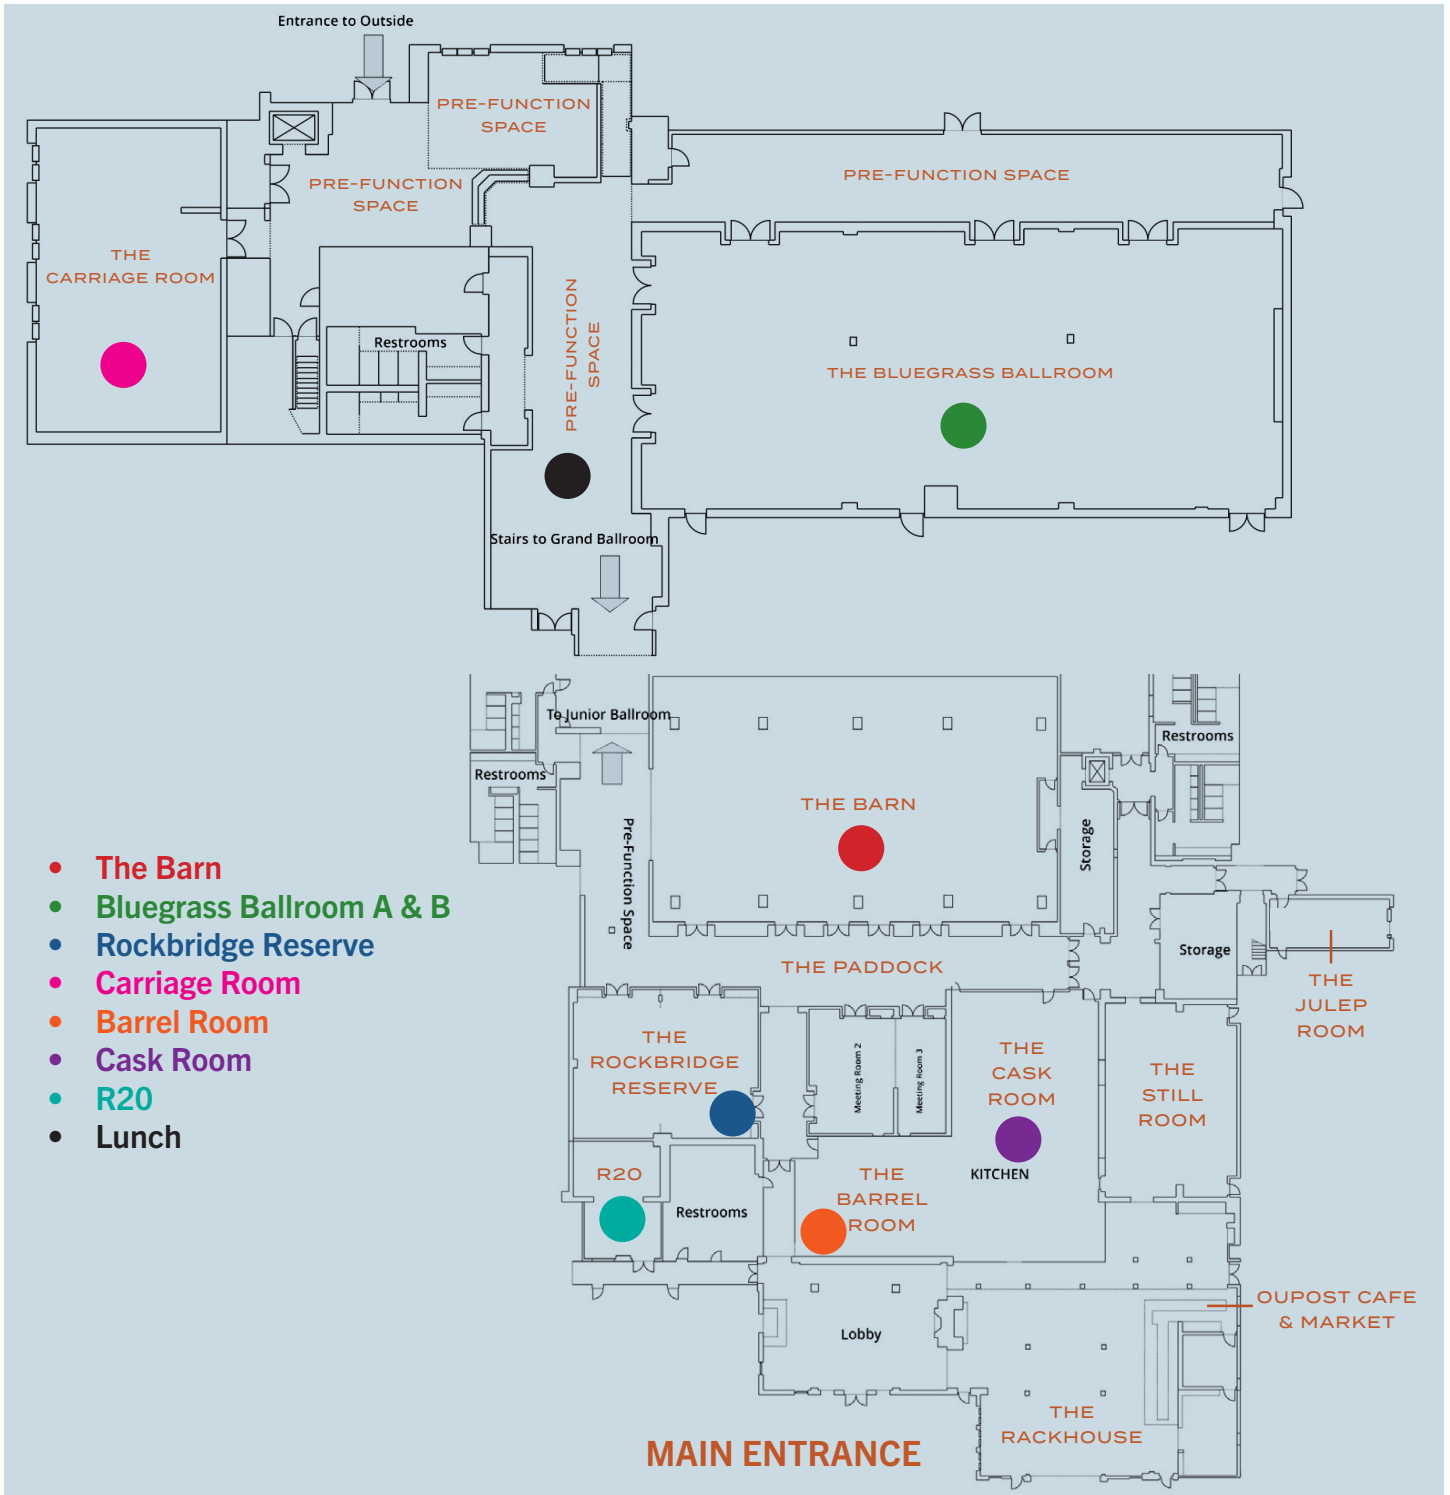 Entrance to Outside
PRE-FUNCTION
SPACE
PRE-FUNCTION
SPACE
PRE-FUNCTION SPACE
THE
CARRIAGE ROOM
PRE-FUNCTION
SPACE
Restrooms
THE BLUEGRASS BALLROOM
Stairs to Grand Ballroom
To Junior Ballroom
Restrooms
Restrooms
THE BARN
Pre-Function Space
Storage
• The Barn
• Bluegrass Ballroom A & B
• Rockbridge Reserve
• Carriage Room
• Barrel Room
• Cask Room
• R20
• Lunch
THE PADDOCK
Storage
THE
JULEP
ROOM
THE
ROCKBRIDGE
RESERVE
Meeting Room 2
Meeting Room 3
THE
CASK
ROOM
THE
STILL
ROOM
KITCHEN
R20
Restrooms
THE
BARREL
ROOM
OUPOST CAFE
& MARKET
Lobby
THE
RACKHOUSE
MAIN ENTRANCE